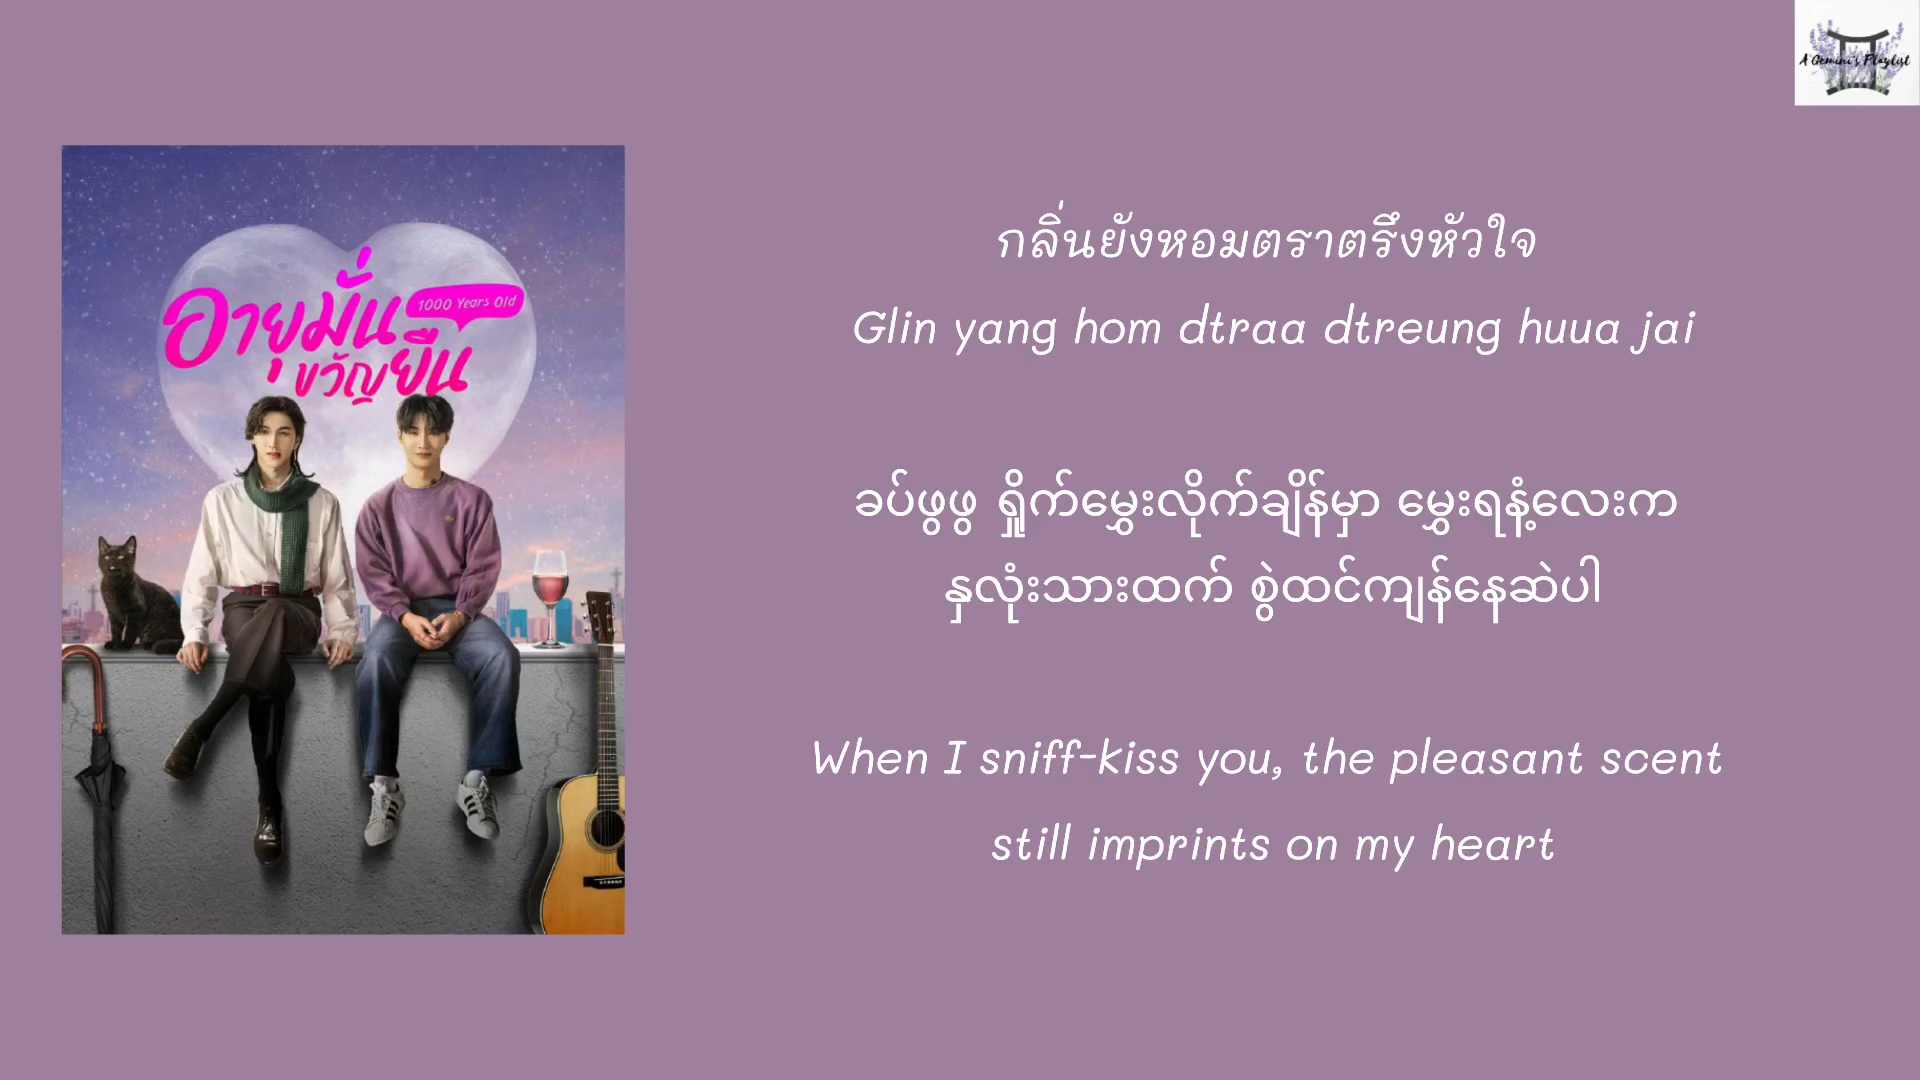 A Gemini's Playlist
อายุมั่น
1000 Years Old
ขวัญยืน
กลิ่นยังหอมตราตรึงหัวใจ
Glin yang hom dtraa dtreung huua jai
ခပ်ဖွဖွ ရှိုက်မွှေးလိုက်ချိန်မှာ မွှေးရနံ့လေးက
နှလုံးသားထက် စွဲထင်ကျန်နေဆဲပါ
When I sniff-kiss you, the pleasant scent
still imprints on my heart